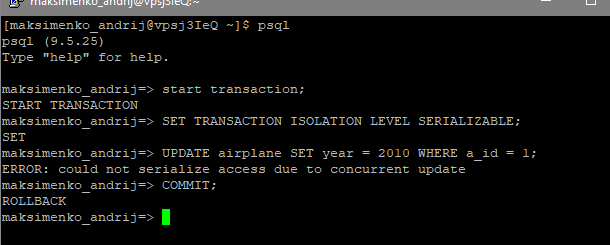 maksimenko_andrij@vpsj3IeQ:~
[maksimenko_andrij@vpsj3IeQ ~]$ psql
psql (9.5.25)
Type "help" for help.
maksimenko_andrij=> start transaction;
START TRANSACTION
maksimenko_andrij=> SET TRANSACTION ISOLATION LEVEL SERIALIZABLE;
SET
maksimenko_andrij=> UPDATE airplane SET year = 2010 WHERE a_id = 1;
ERROR: could not serialize access due to concurrent update
maksimenko_andrij=> COMMIT;
ROLLBACK
maksimenko_andrij=>